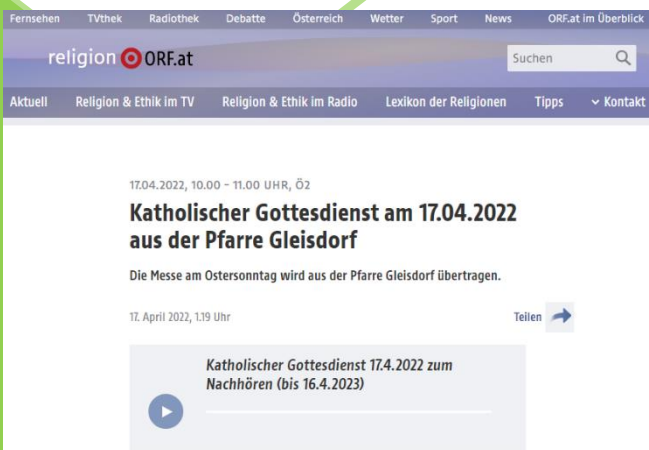 Fernsehen TVthek Radiothek Debatte Österreich Wetter Sport News ORF.at im Überblick
religion ORF.at
Suchen
Aktuell Religion & Ethik im TV Religion & Ethik im Radio Lexikon der Religionen Tipps Kontakt
17.04.2022, 10.00 - 11.00 UHR, Ö2
Katholischer Gottesdienst am 17.04.2022
aus der Pfarre Gleisdorf
Die Messe am Ostersonntag wird aus der Pfarre Gleisdorf übertragen.
17. April 2022, 1.19 Uhr
Teilen
Katholischer Gottesdienst 17.4.2022 zum
Nachhören (bis 16.4.2023)